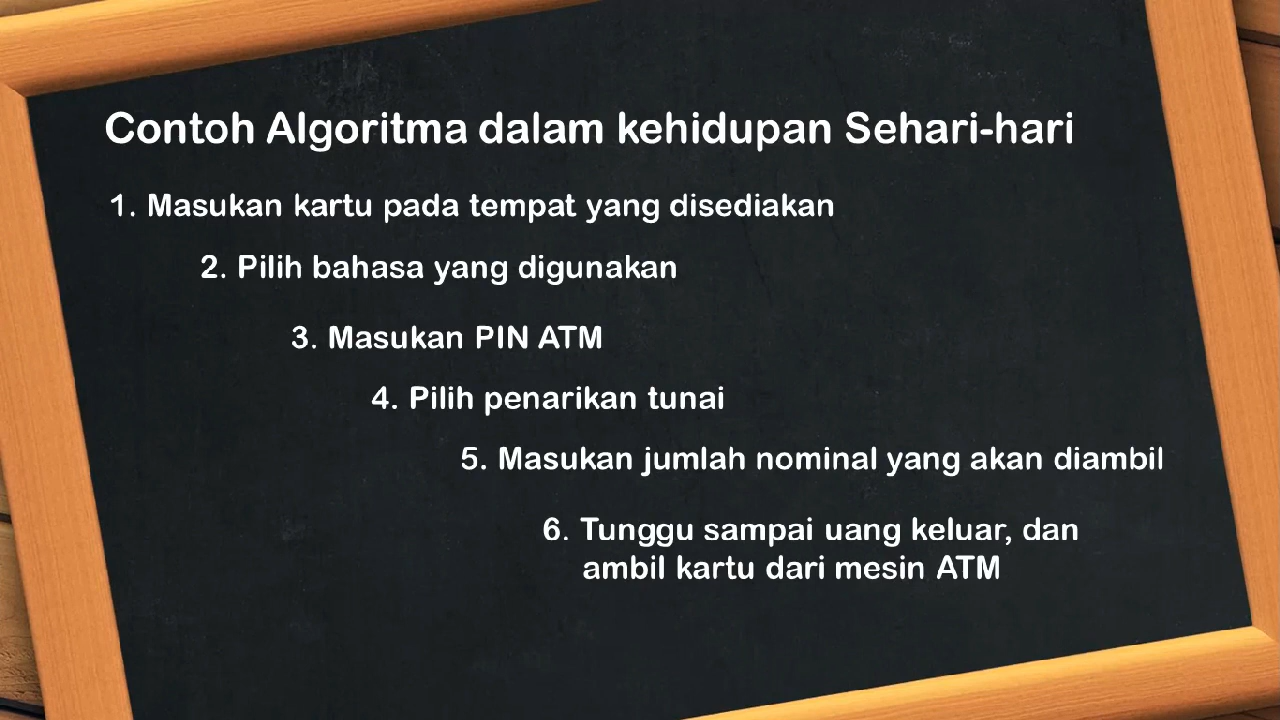 Contoh Algoritma dalam kehidupan Sehari-hari
1. Masukan kartu pada tempat yang disediakan
2. Pilih bahasa yang digunakan
3. Masukan PIN ATM
4. Pilih penarikan tunai
5. Masukan jumlah nominal yang akan diambil
6. Tunggu sampai uang keluar, dan
ambil kartu dari mesin ATM